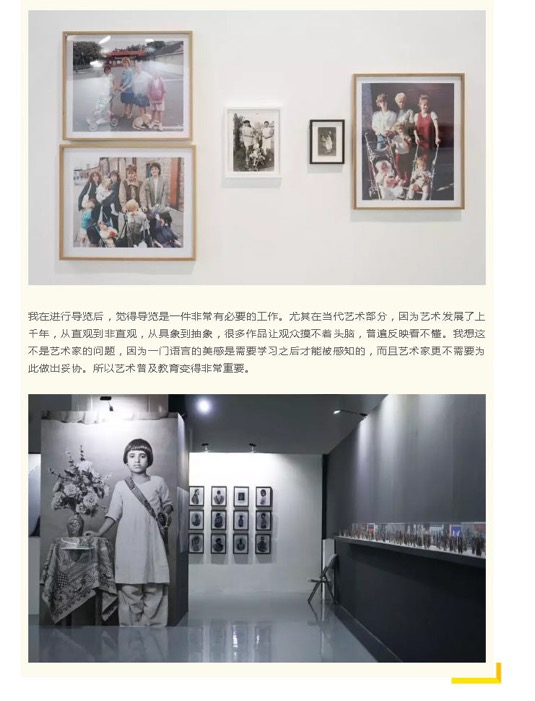 我在进行导览后，觉得导览是一件非常有必要的工作。尤其在当代艺术部分，因为艺术发展了上
千年，从直观到非直观，从具象到抽象，很多作品让观众摸不着头脑，普遍反映看不懂。我想这
不是艺术家的问题，因为一门语言的美感是需要学习之后才能被感知的，而且艺术家更不需要为
此做出妥协。所以艺术普及教育变得非常重要。